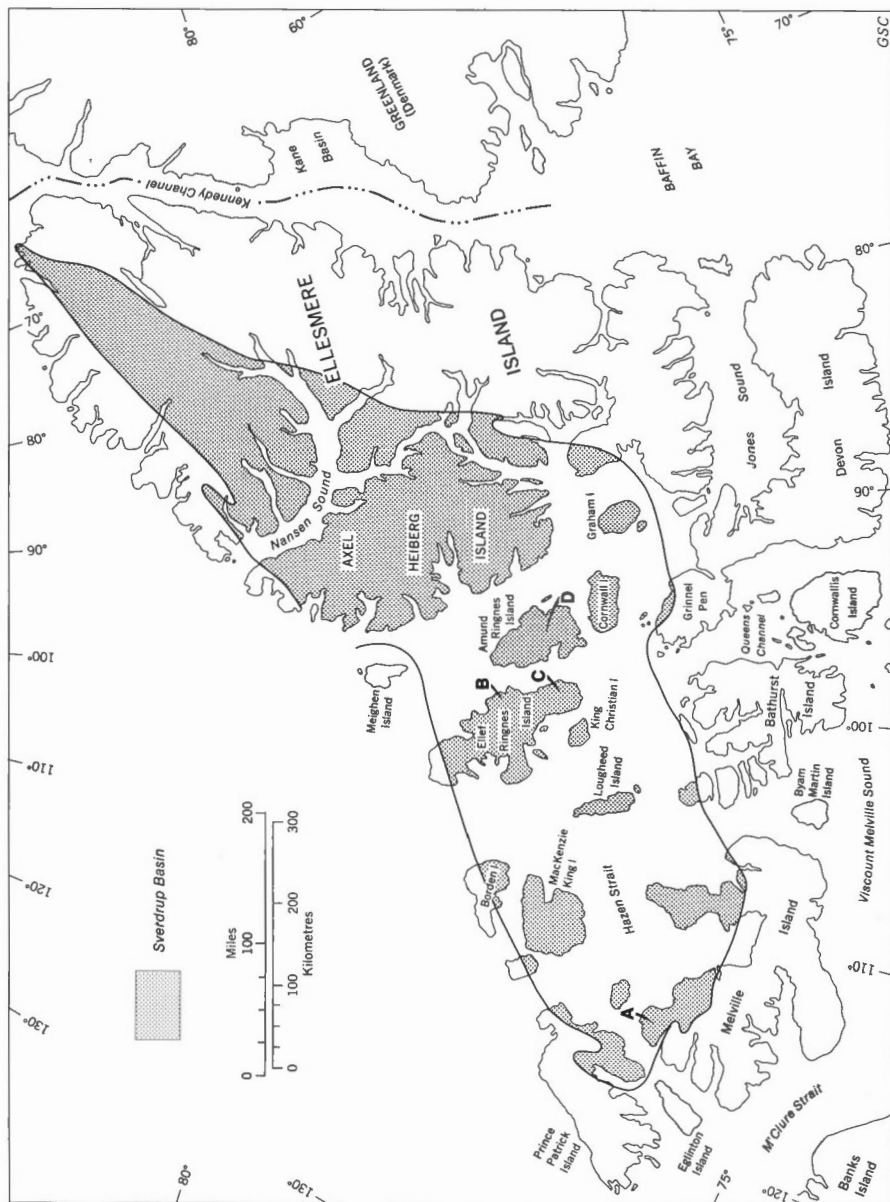 130°
120°
110°
100°
90°
80°
70°
80°
80°
Sverdrup Basin
Miles
0
100
200
0
100
200
300
Kilometres
Meighen
Island
Nansen Sound
AXEL
HEIBERG
ISLAND
ELLESMERE
ISLAND
Kennedy Channel
Kane
Basin
GREENLAND
(Denmark)
BAFFIN
BAY
Prince
Patrick
Island
Eglinton
Island
Borden I
MacKenzie
King I
Hazen Strait
Lougheed
Island
Ellef
Ringnes
Island
King
Christian I
Amund
Ringnes
Island
Cornwall I
Graham I
A
B
C
D
Grinnel
Pen
Jones
Sound
Devon
Island
Queens
Channel
Cornwallis
Island
Bathurst
Island
Byam
Martin
Island
Viscount Melville Sound
Melville
Island
M'Clure Strait
Banks
Island
130°
75°
120°
110°
100°
90°
80°
75°
70°
GSC